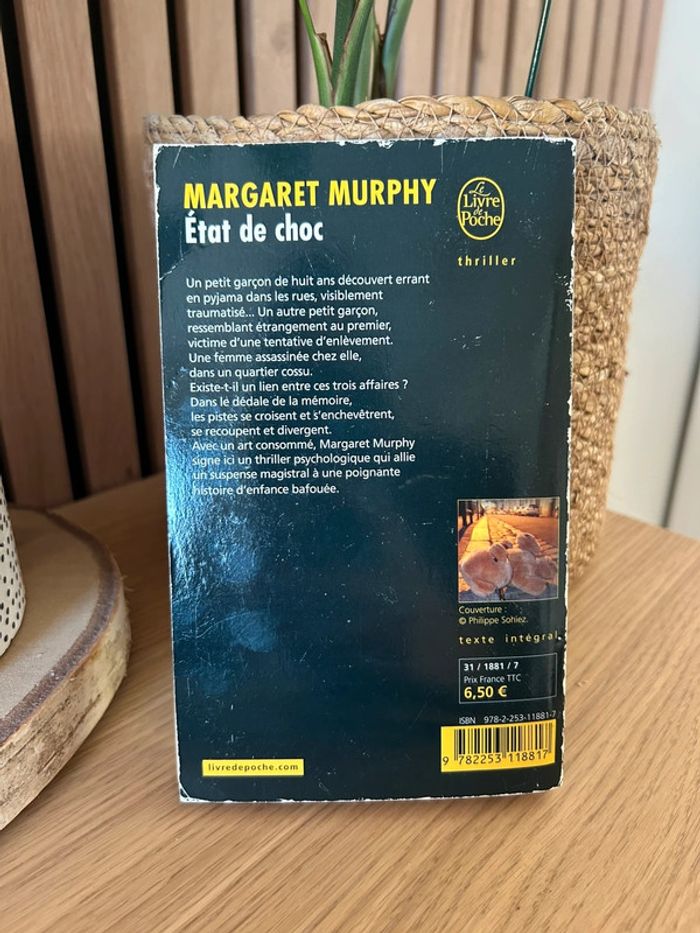 MARGARET MURPHY
État de choc
Le
Livre
de
Poche
thriller
Un petit garçon de huit ans découvert errant
en pyjama dans les rues, visiblement
traumatisé... Un autre petit garçon,
ressemblant étrangement au premier,
victime d'une tentative d'enlèvement.
Une femme assassinée chez elle,
dans un quartier cossu.
Existe-t-il un lien entre ces trois affaires ?
Dans le dédale de la mémoire,
les pistes se croisent et s'enchevêtrent,
se recoupent et divergent.
Avec un art consommé, Margaret Murphy
signe ici un thriller psychologique qui allie
un suspense magistral à une poignante
histoire d'enfance bafouée.
Couverture :
© Philippe Sohiez.
texte intégral
31 / 1881 / 7
Prix France TTC
6,50 €
ISBN 978-2-253-11881-7
9 782253 118817
livredepoche.com